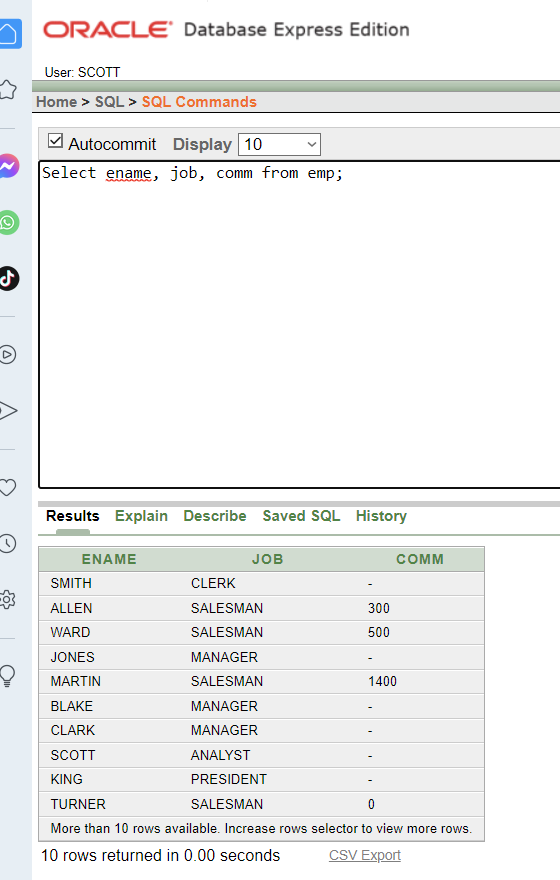 ORACLE® Database Express Edition
User: SCOTT
Home > SQL > SQL Commands
Autocommit Display 10
Select ename, job, comm from emp;
Results Explain Describe Saved SQL History
ENAME JOB COMM
SMITH CLERK -
ALLEN SALESMAN 300
WARD SALESMAN 500
JONES MANAGER -
MARTIN SALESMAN 1400
BLAKE MANAGER -
CLARK MANAGER -
SCOTT ANALYST -
KING PRESIDENT -
TURNER SALESMAN 0
More than 10 rows available. Increase rows selector to view more rows.
10 rows returned in 0.00 seconds CSV Export